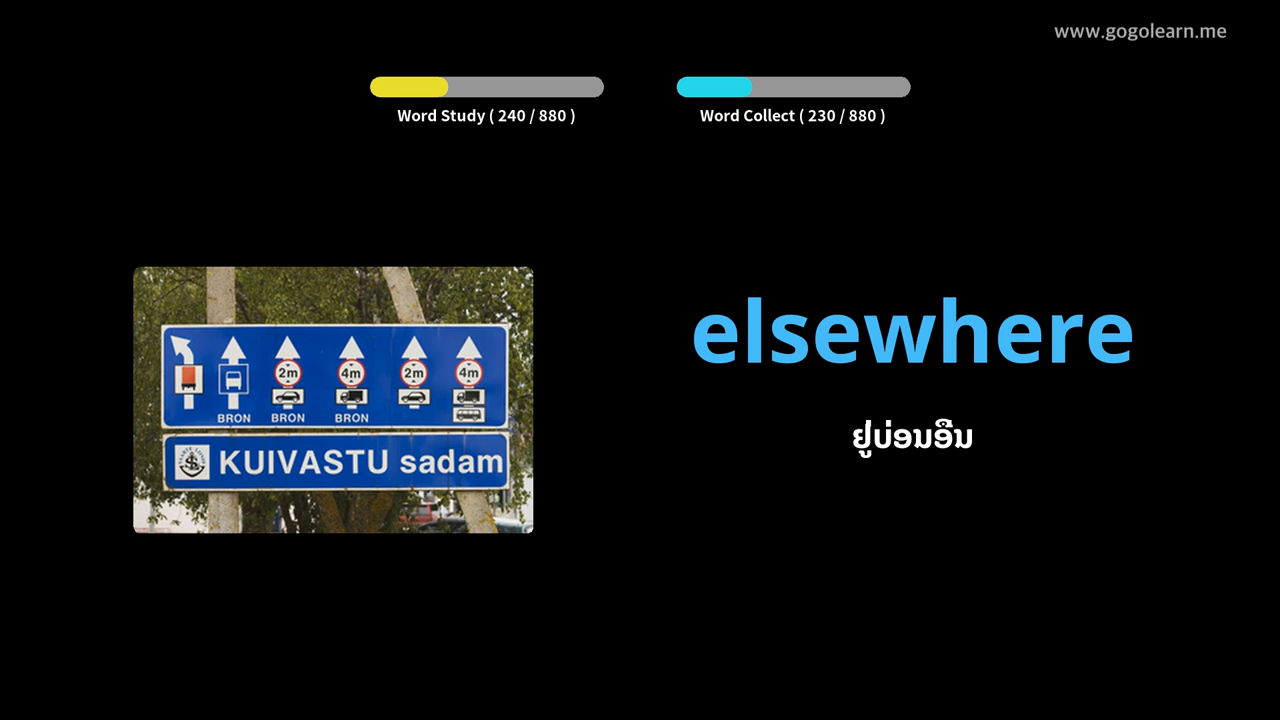 www.gogolearn.me
Word Study ( 240 / 880 )
Word Collect ( 230 / 880 )
elsewhere
ຢູ່ບ່ອນອື່ນ
2m
4m
2m
4m
BRON
BRON
BRON
KUIVASTU sadam